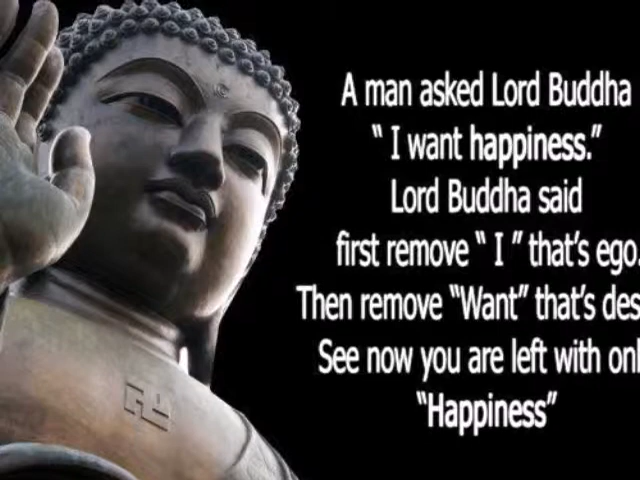 A man asked Lord Buddha
“ I want happiness.”
Lord Buddha said
first remove “ I ” that’s ego.
Then remove “Want” that’s
See now you are left with
“Happiness”